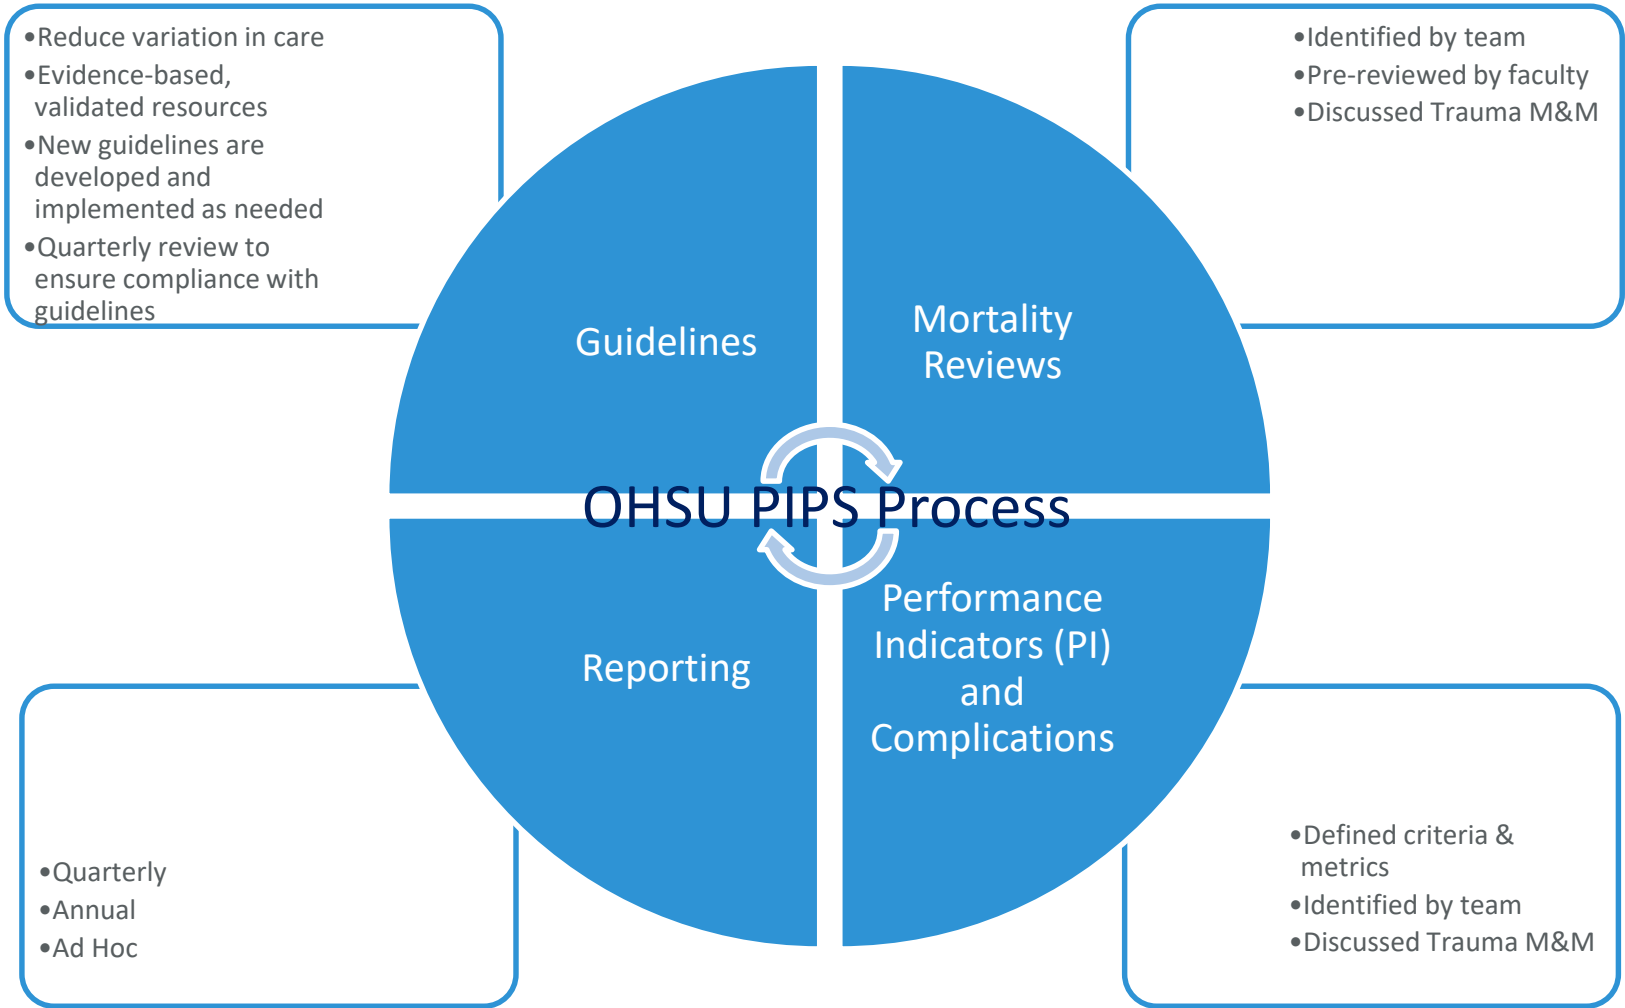 •Reduce variation in care
•Evidence-based,
validated resources
•New guidelines are
developed and
implemented as needed
•Quarterly review to
ensure compliance with
guidelines
•Identified by team
•Pre-reviewed by faculty
•Discussed Trauma M&M
Guidelines
Mortality
Reviews
OHSU PIPS Process
Reporting
Performance
Indicators (PI)
and
Complications
•Quarterly
•Annual
•Ad Hoc
•Defined criteria &
metrics
•Identified by team
•Discussed Trauma M&M